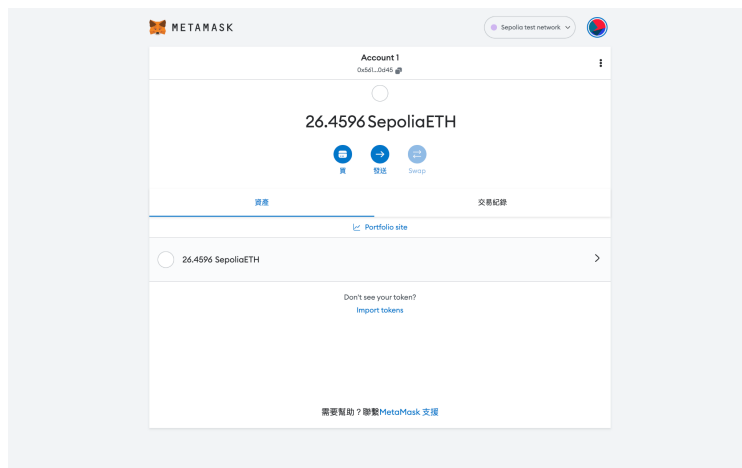 METAMASK
Sepolia test network
Account 1
0x561...0d45
26.4596 SepoliaETH
買
發送
Swap
資產
交易紀錄
Portfolio site
26.4596 SepoliaETH
Don't see your token?
Import tokens
需要幫助？聯繫MetaMask 支援